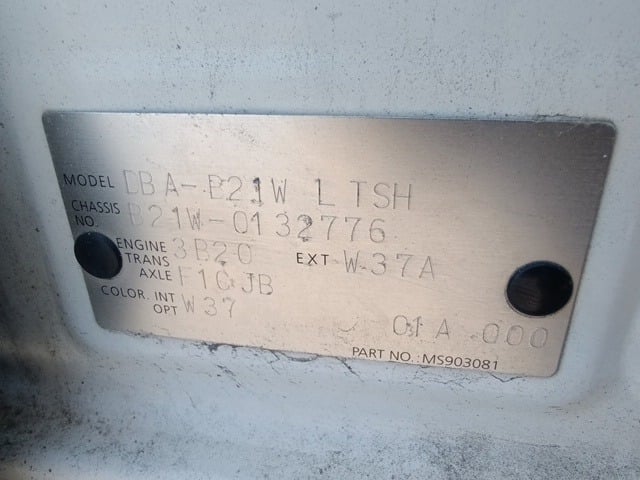 MODEL DBA-B21W LTSH
CHASSIS NO. B21W-0132776
ENGINE 3B20 EXT W37A
TRANS AXLE F1CJB
COLOR. INT OPT W37
01A 000
PART NO.: MS903081